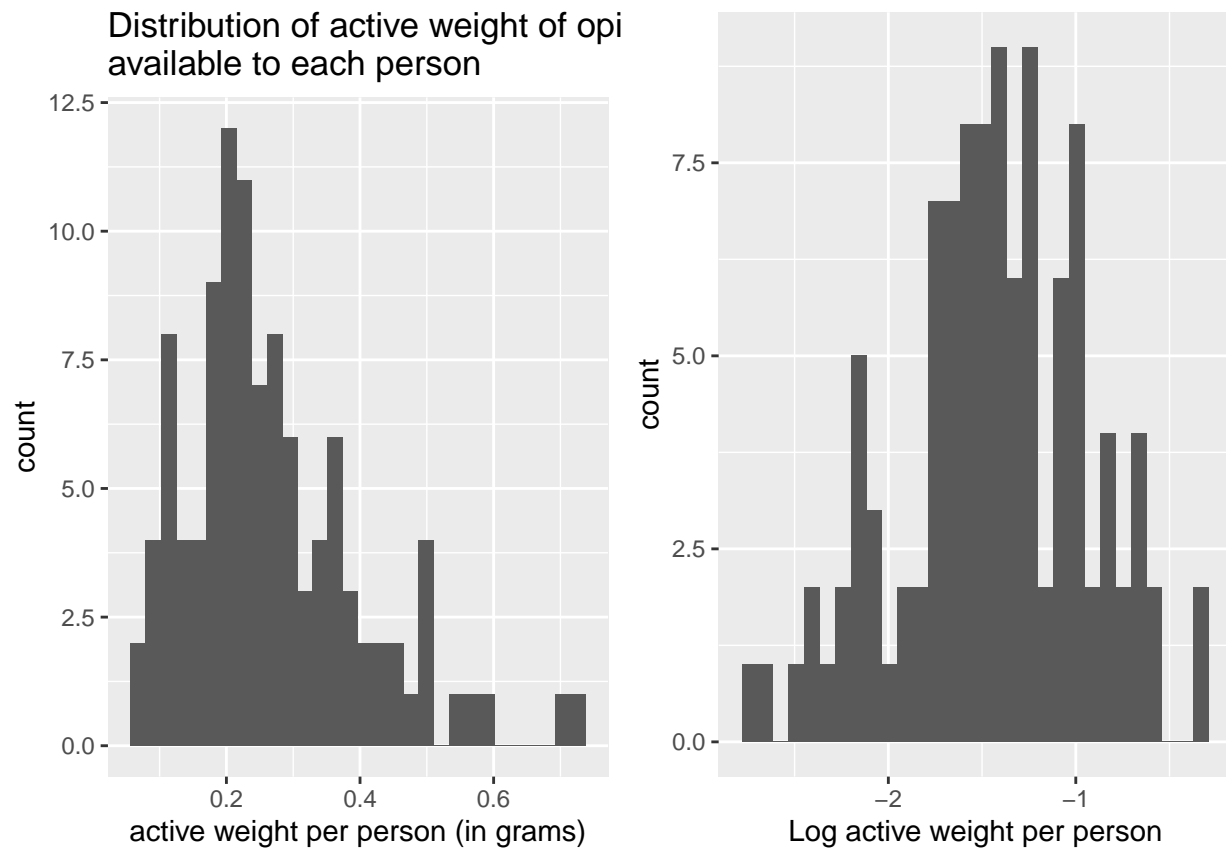 Distribution of active weight of opi
available to each person
12.5
10.0
7.5
5.0
2.5
0.0
count
0.2
0.4
0.6
active weight per person (in grams)
7.5
5.0
2.5
0.0
count
−2
−1
Log active weight per person